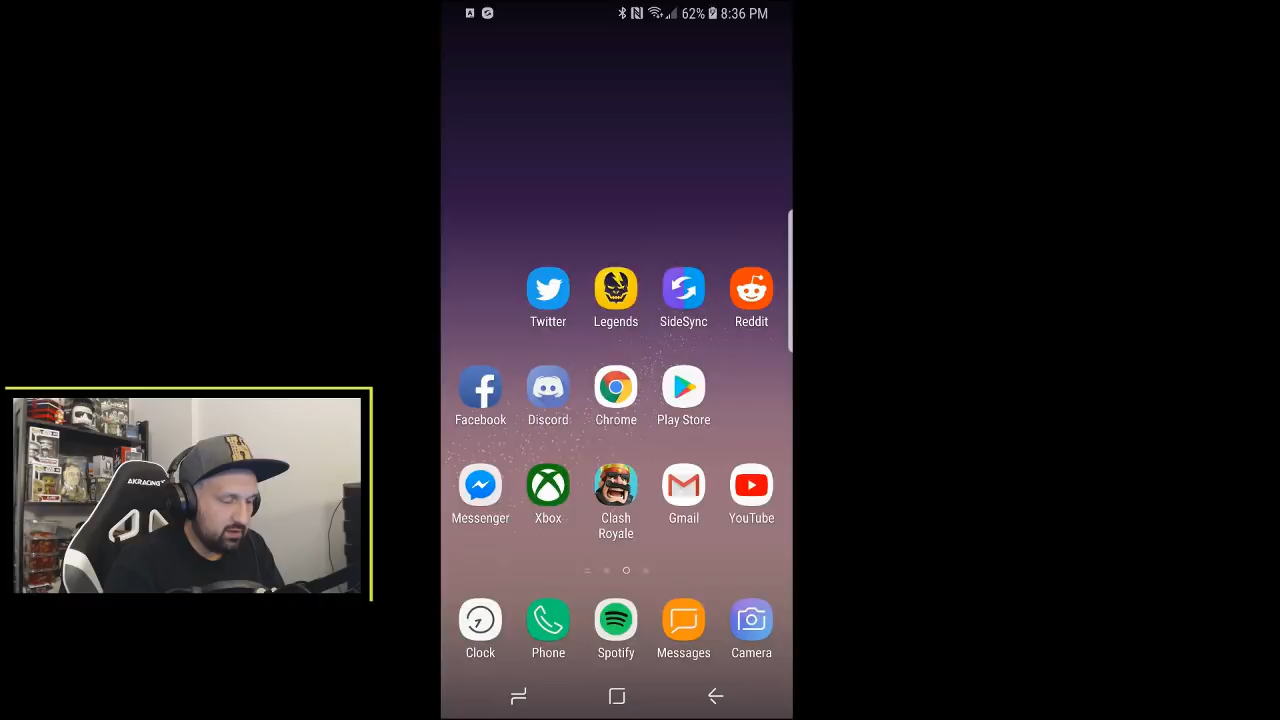 62% 8:36 PM
Twitter Legends SideSync Reddit
Facebook Discord Chrome Play Store
Messenger Xbox Clash Royale Gmail YouTube
AKRACING
Clock Phone Spotify Messages Camera